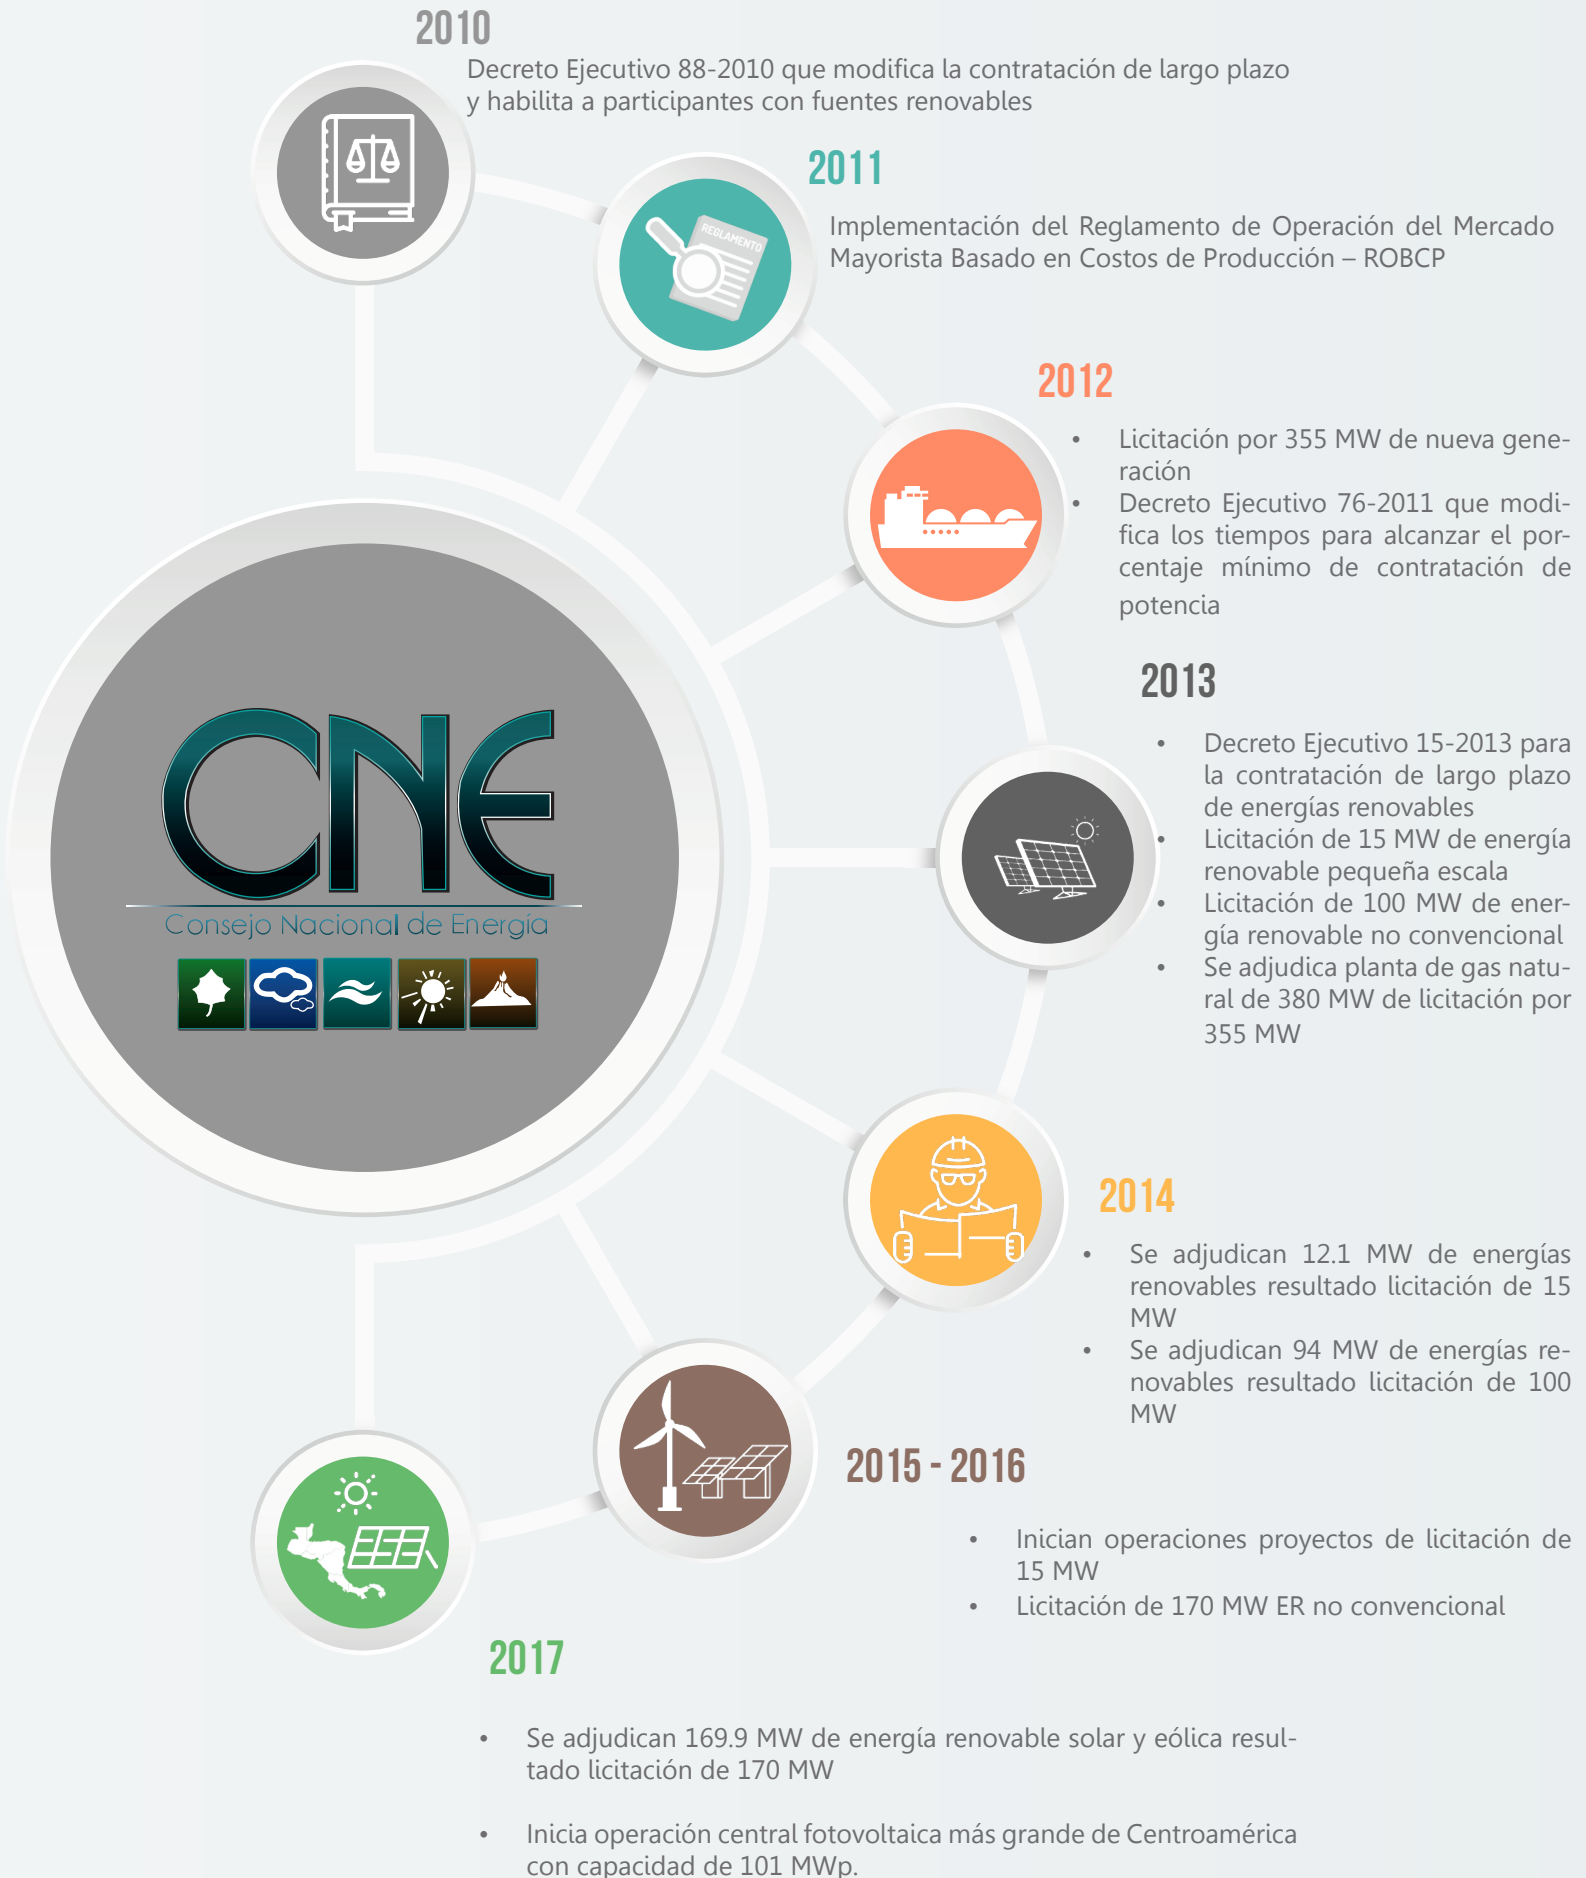 2010
Decreto Ejecutivo 88-2010 que modifica la contratación de largo plazo
y habilita a participantes con fuentes renovables
2011
REGLAMENTO
Implementación del Reglamento de Operación del Mercado
Mayorista Basado en Costos de Producción – ROBCP
2012
• Licitación por 355 MW de nueva gene-
ración
• Decreto Ejecutivo 76-2011 que modi-
fica los tiempos para alcanzar el por-
centaje mínimo de contratación de
potencia
2013
• Decreto Ejecutivo 15-2013 para
la contratación de largo plazo
de energías renovables
• Licitación de 15 MW de energía
renovable pequeña escala
• Licitación de 100 MW de ener-
gía renovable no convencional
• Se adjudica planta de gas natu-
ral de 380 MW de licitación por
355 MW
CNE
Consejo Nacional de Energía
2014
• Se adjudican 12.1 MW de energías
renovables resultado licitación de 15
MW
• Se adjudican 94 MW de energías re-
novables resultado licitación de 100
MW
2015 - 2016
• Inician operaciones proyectos de licitación de
15 MW
• Licitación de 170 MW ER no convencional
2017
• Se adjudican 169.9 MW de energía renovable solar y eólica resul-
tado licitación de 170 MW
• Inicia operación central fotovoltaica más grande de Centroamérica
con capacidad de 101 MWp.